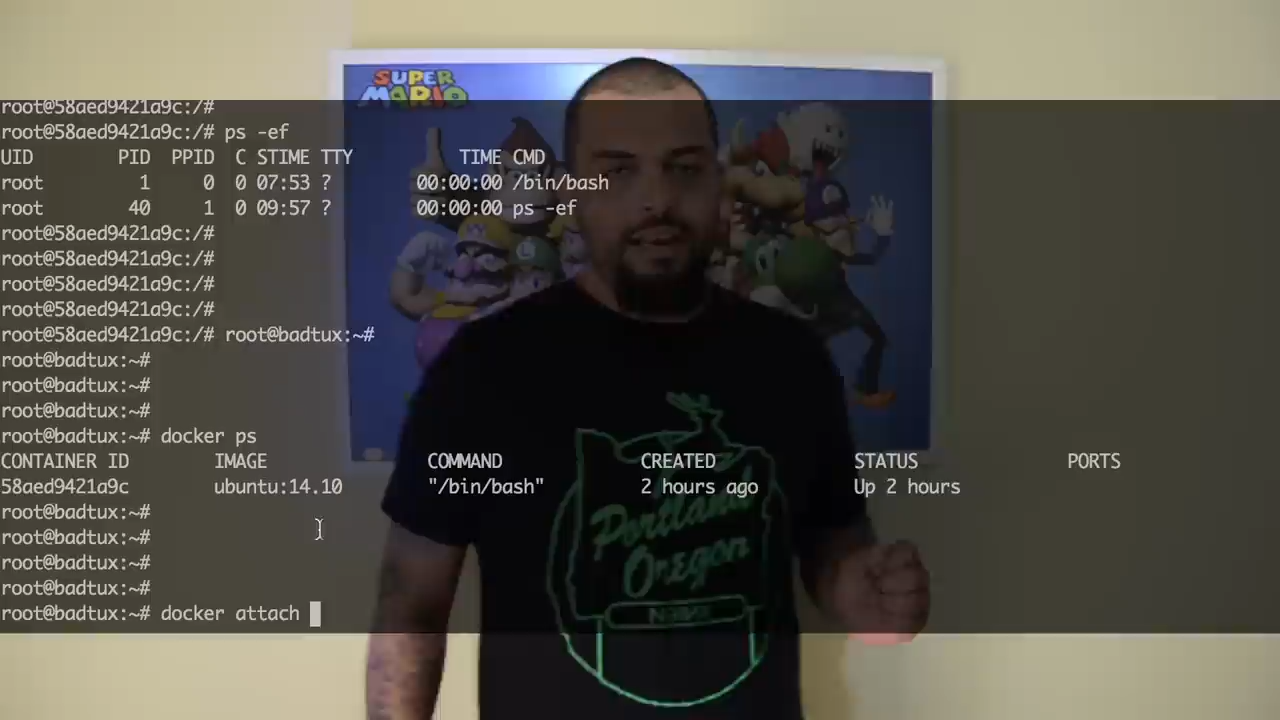 SUPER
MARIO
root@58aed9421a9c:/#
root@58aed9421a9c:/# ps -ef
UID PID PPID C STIME TTY TIME CMD
root 1 0 0 07:53 ? 00:00:00 /bin/bash
root 40 1 0 09:57 ? 00:00:00 ps -ef
root@58aed9421a9c:/#
root@58aed9421a9c:/#
root@58aed9421a9c:/#
root@58aed9421a9c:/#
root@58aed9421a9c:/# root@badtux:~#
root@badtux:~#
root@badtux:~#
root@badtux:~#
root@badtux:~# docker ps
CONTAINER ID IMAGE COMMAND CREATED STATUS PORTS
58aed9421a9c ubuntu:14.10 "/bin/bash" 2 hours ago Up 2 hours
root@badtux:~#
root@badtux:~#
root@badtux:~#
root@badtux:~#
root@badtux:~# docker attach
Portland
Oregon